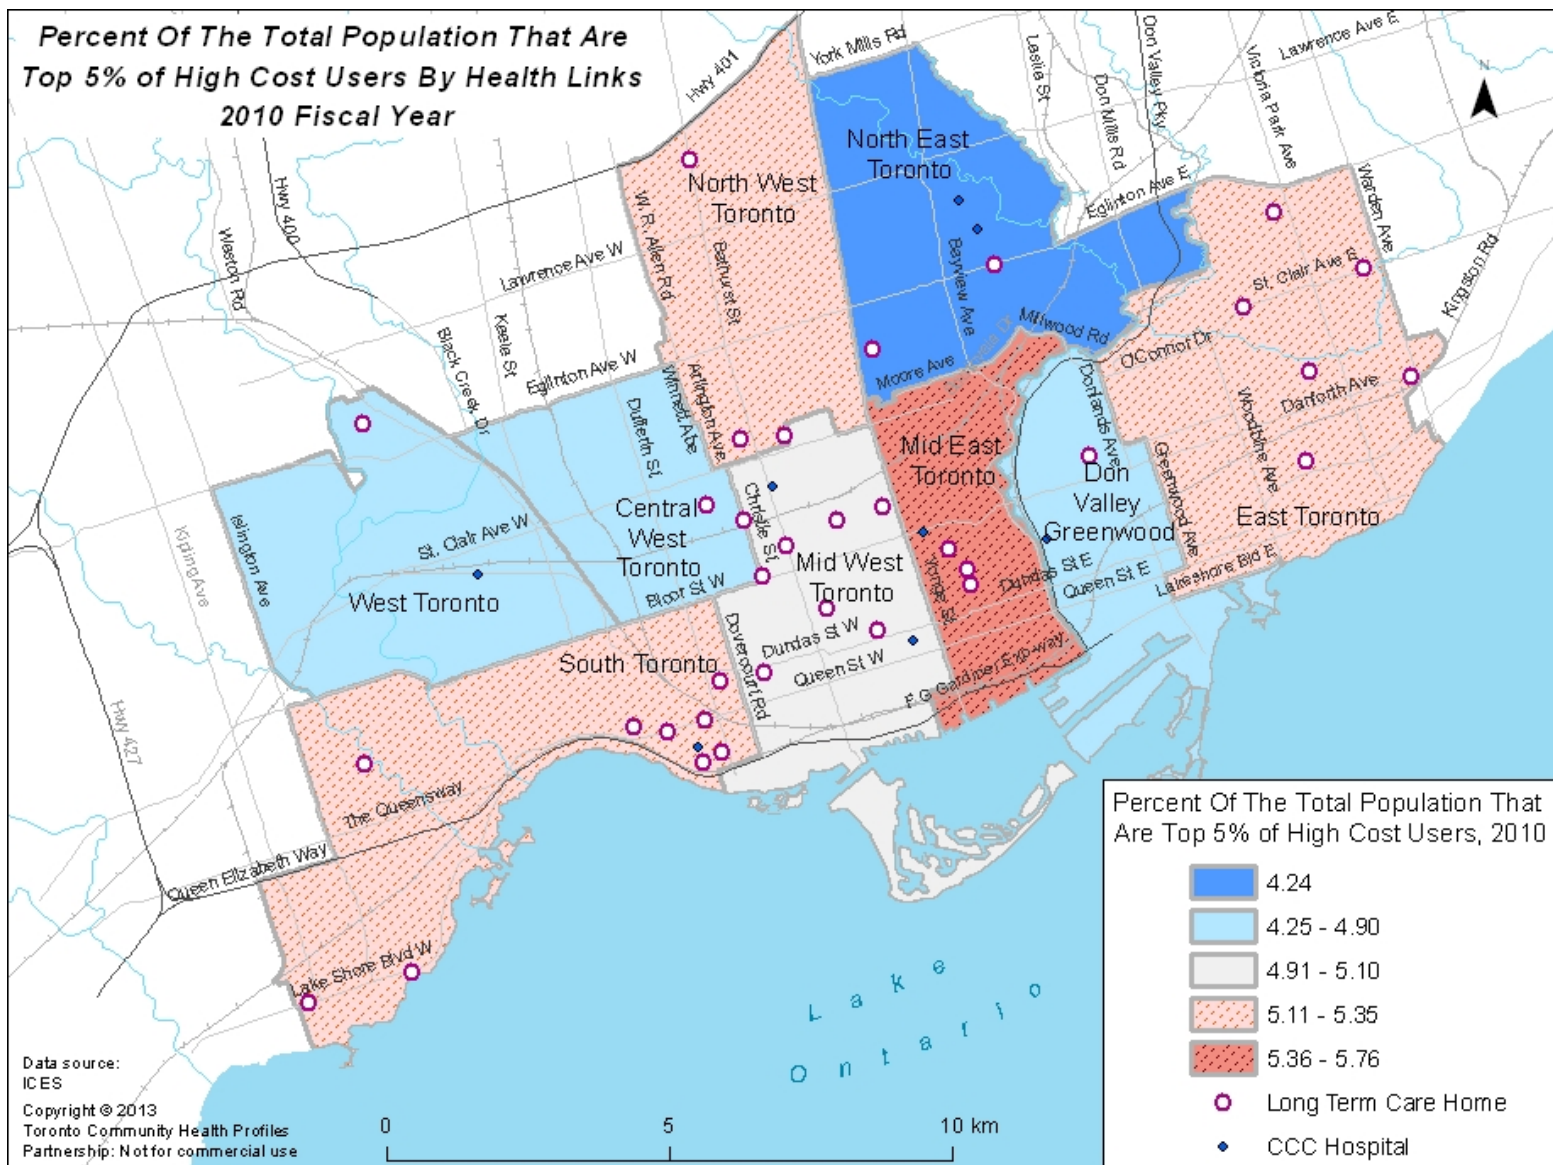 Percent Of The Total Population That Are
Top 5% of High Cost Users By Health Links
2010 Fiscal Year
Hwy 401
York Mills Rd
Leslie St
Don Mills Rd
Don Valley Pky
Victoria Park Ave
Lawrence Ave E
N
North East
Toronto
North West
Toronto
Hwy 400
Weston Rd
Lawrence Ave W
W. R. Allen Rd
Bathurst St
Bayview Ave
Eglinton Ave E
Warden Ave
Kingston Rd
St. Clair Ave E
Black Creek Dr
Keele St
Eglinton Ave W
Winnett Abe
Arlington Ave
Moore Ave
Millwood Rd
O'Connor Dr
Danforth Ave
Donlands Ave
Woodbine Ave
Greenwood Ave
Dufferin St
Mid East
Toronto
Don
Valley
Greenwood
East Toronto
Central
West
Toronto
Christie St
Mid West
Toronto
Kipling Ave
Islington Ave
St. Clair Ave W
West Toronto
Bloor St W
Yonge St
Dundas St E
Queen St E
Lakeshore Bld E
South Toronto
Dovercourt Rd
Dundas St W
Queen St W
F G Gardiner Exp-way
Hwy 427
The Queensway
Queen Elizabeth Way
Lake Shore Blvd W
Lake
Ontario
Percent Of The Total Population That
Are Top 5% of High Cost Users, 2010
4.24
4.25 - 4.90
4.91 - 5.10
5.11 - 5.35
5.36 - 5.76
Long Term Care Home
CCC Hospital
Data source:
ICES
Copyright © 2013
Toronto Community Health Profiles
Partnership: Not for commercial use
0 5 10 km